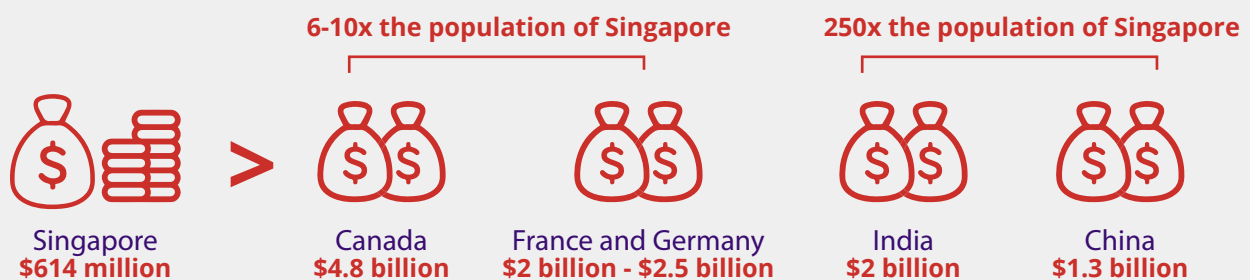 6-10x the population of Singapore
250x the population of Singapore
$
>
$ $
$ $
$ $
$ $
Singapore
$614 million
Canada
$4.8 billion
France and Germany
$2 billion - $2.5 billion
India
$2 billion
China
$1.3 billion